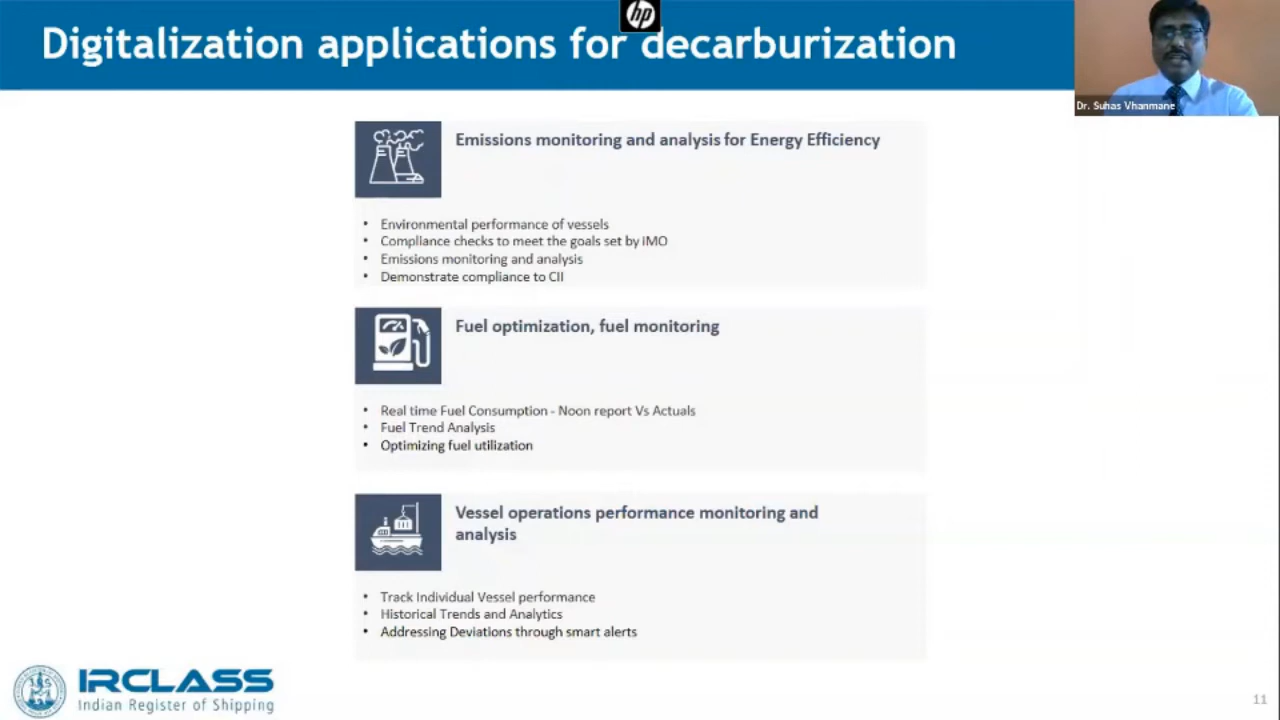 hp
Digitalization applications for decarburization
Dr. Suhas Vhanmane
Emissions monitoring and analysis for Energy Efficiency
• Environmental performance of vessels
• Compliance checks to meet the goals set by IMO
• Emissions monitoring and analysis
• Demonstrate compliance to CII
Fuel optimization, fuel monitoring
• Real time Fuel Consumption - Noon report Vs Actuals
• Fuel Trend Analysis
• Optimizing fuel utilization
Vessel operations performance monitoring and
analysis
• Track Individual Vessel performance
• Historical Trends and Analytics
• Addressing Deviations through smart alerts
IRCLASS
Indian Register of Shipping
11